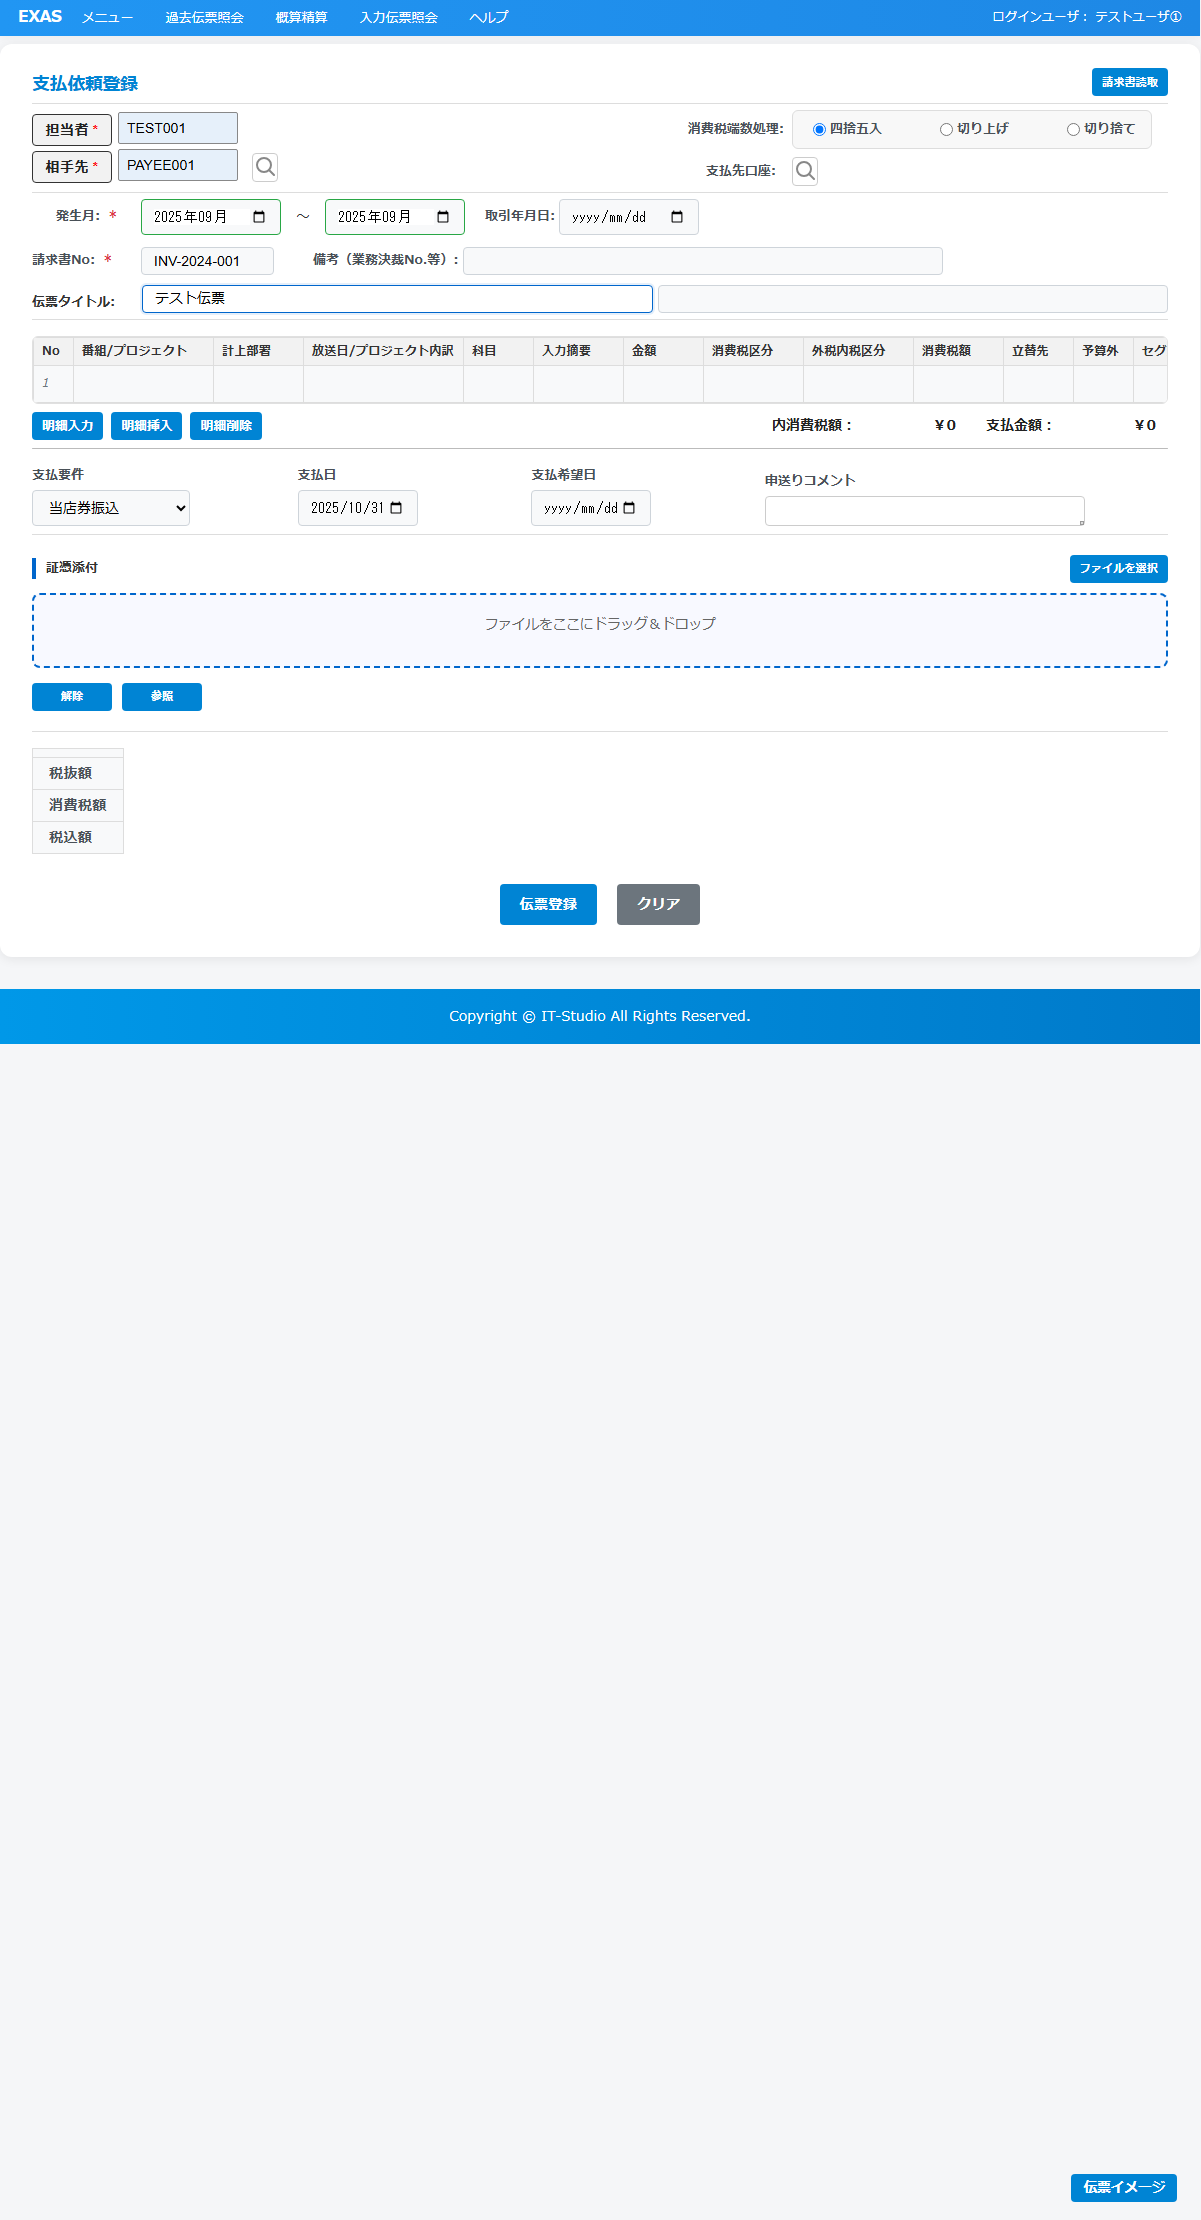 EXAS メニュー 過去伝票照会 概算精算 入力伝票照会 ヘルプ ログインユーザ： テストユーザ①
支払依頼登録 請求書読取
担当者 * TEST001 消費税端数処理: 四捨五入 切り上げ 切り捨て
相手先 * PAYEE001 支払先口座:
発生月: * 2025年09月 ～ 2025年09月 取引年月日: yyyy/mm/dd
請求書No: * INV-2024-001 備考（業務決裁No.等）:
伝票タイトル: テスト伝票
No 番組/プロジェクト 計上部署 放送日/プロジェクト内訳 科目 入力摘要 金額 消費税区分 外税内税区分 消費税額 立替先 予算外 セグ
1
明細入力 明細挿入 明細削除 内消費税額： ¥0 支払金額： ¥0
支払要件 支払日 支払希望日 申送りコメント
当店券振込 2025/10/31 yyyy/mm/dd
証憑添付 ファイルを選択
ファイルをここにドラッグ＆ドロップ
解除 参照
税抜額
消費税額
税込額
伝票登録 クリア
Copyright © IT-Studio All Rights Reserved.
伝票イメージ